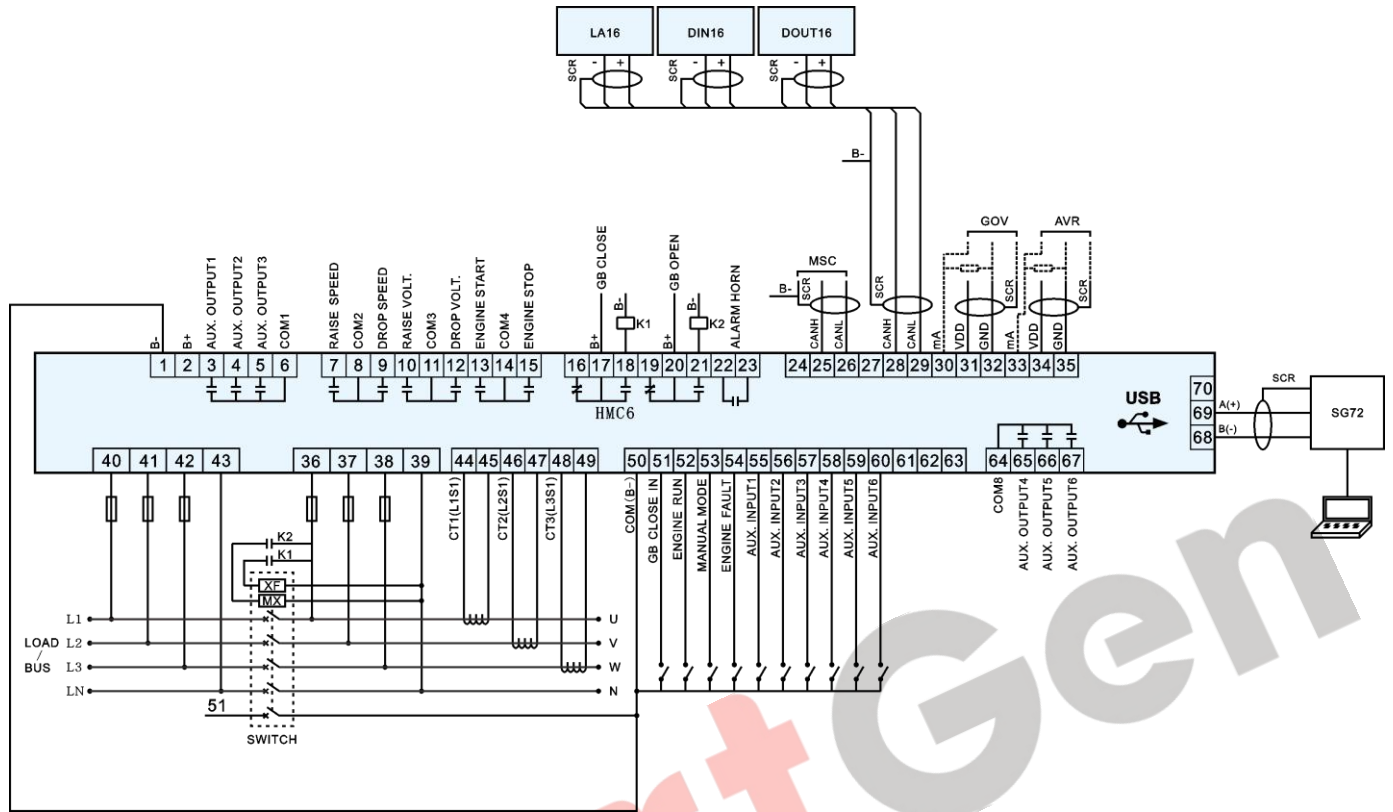 LA16
DIN16
DOUT16
SCR
-
+
SCR
-
+
SCR
-
+
B-
GOV
AVR
MSC
B-
SCR
CANH
CANL
SCR
CANH
CANL
mA
VDD
GND
SCR
mA
VDD
GND
SCR
B-
B+
AUX. OUTPUT1
AUX. OUTPUT2
AUX. OUTPUT3
COM1
RAISE SPEED
COM2
DROP SPEED
RAISE VOLT.
COM3
DROP VOLT.
ENGINE START
COM4
ENGINE STOP
GB CLOSE
B+
B-
K1
GB OPEN
B+
B-
K2
ALARM HORN
1 2 3 4 5 6 7 8 9 10 11 12 13 14 15 16 17 18 19 20 21 22 23 24 25 26 27 28 29 30 31 32 33 34 35
HMC6
USB
70
69
68
A(+)
B(-)
SCR
SG72
40 41 42 43 36 37 38 39 44 45 46 47 48 49 50 51 52 53 54 55 56 57 58 59 60 61 62 63 64 65 66 67
CT1(L1S1)
CT2(L2S1)
CT3(L3S1)
COM(B-)
GB CLOSE IN
ENGINE RUN
MANUAL MODE
ENGINE FAULT
AUX. INPUT1
AUX. INPUT2
AUX. INPUT3
AUX. INPUT4
AUX. INPUT5
AUX. INPUT6
COM8
AUX. OUTPUT4
AUX. OUTPUT5
AUX. OUTPUT6
K2
K1
XF
MX
L1
U
LOAD
/
BUS
L2
V
L3
W
LN
N
51
SWITCH
rtGen